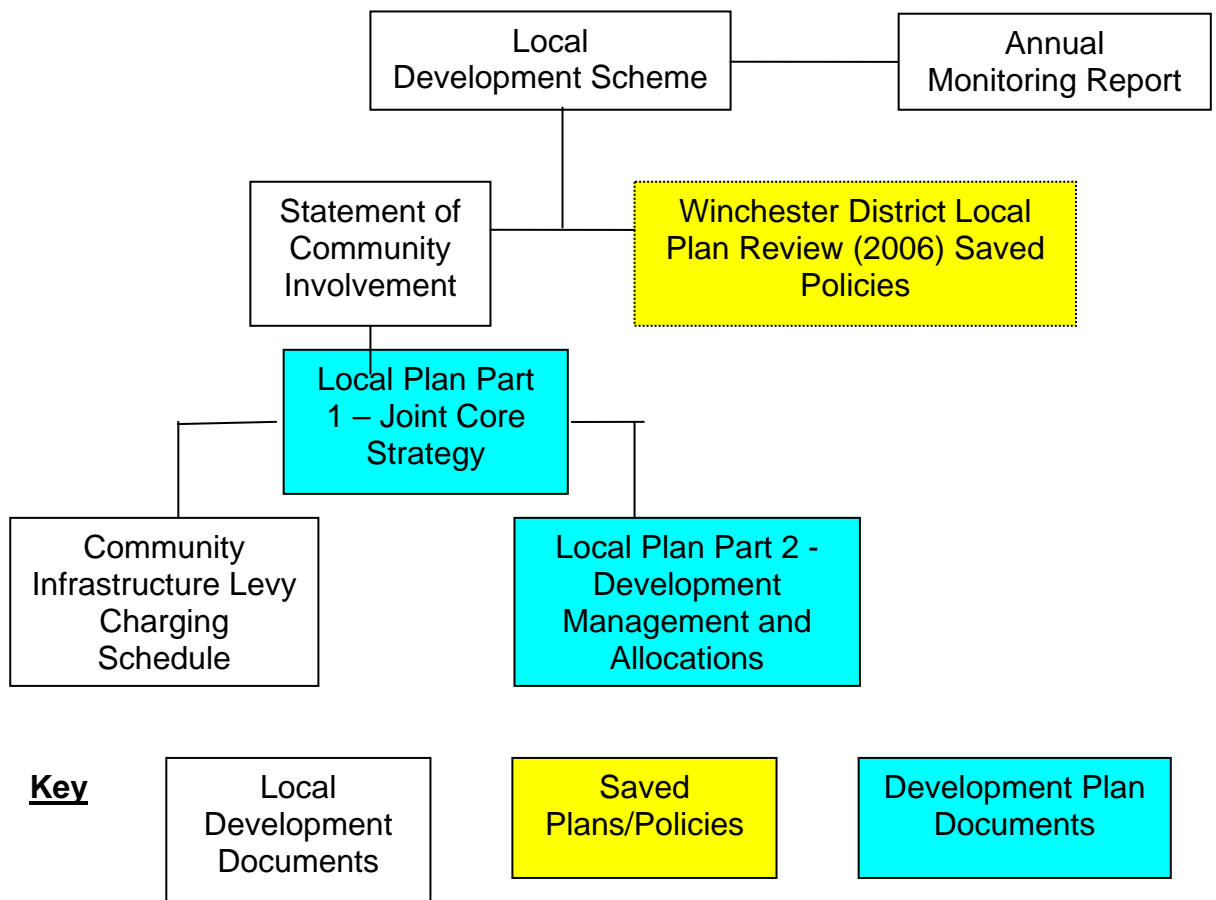 Local
Development Scheme
Annual
Monitoring Report
Statement of
Community
Involvement
Winchester District Local
Plan Review (2006) Saved
Policies
Local Plan Part
1 – Joint Core
Strategy
Community
Infrastructure Levy
Charging
Schedule
Local Plan Part 2 -
Development
Management and
Allocations
Key
Local
Development
Documents
Saved
Plans/Policies
Development Plan
Documents